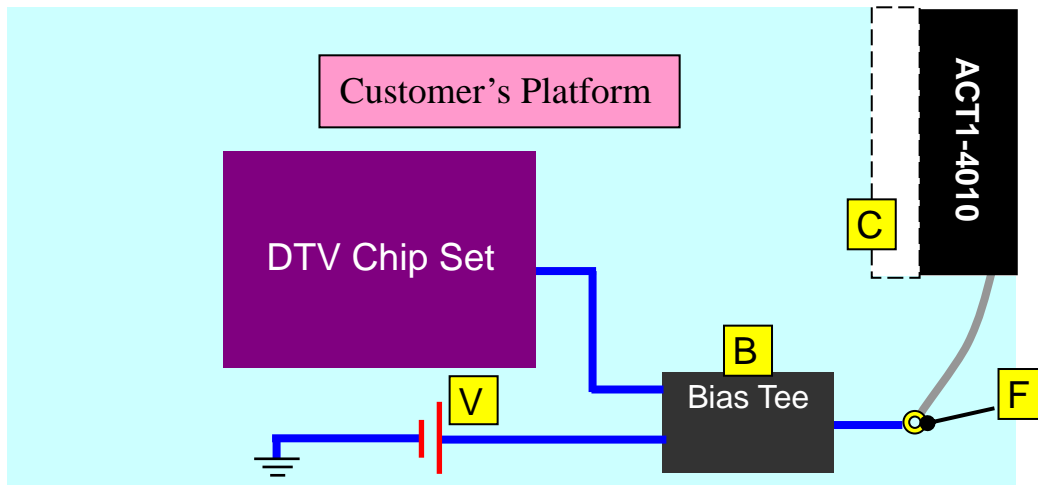 Customer’s Platform
ACT1-4010
C
DTV Chip Set
B
V
Bias Tee
F